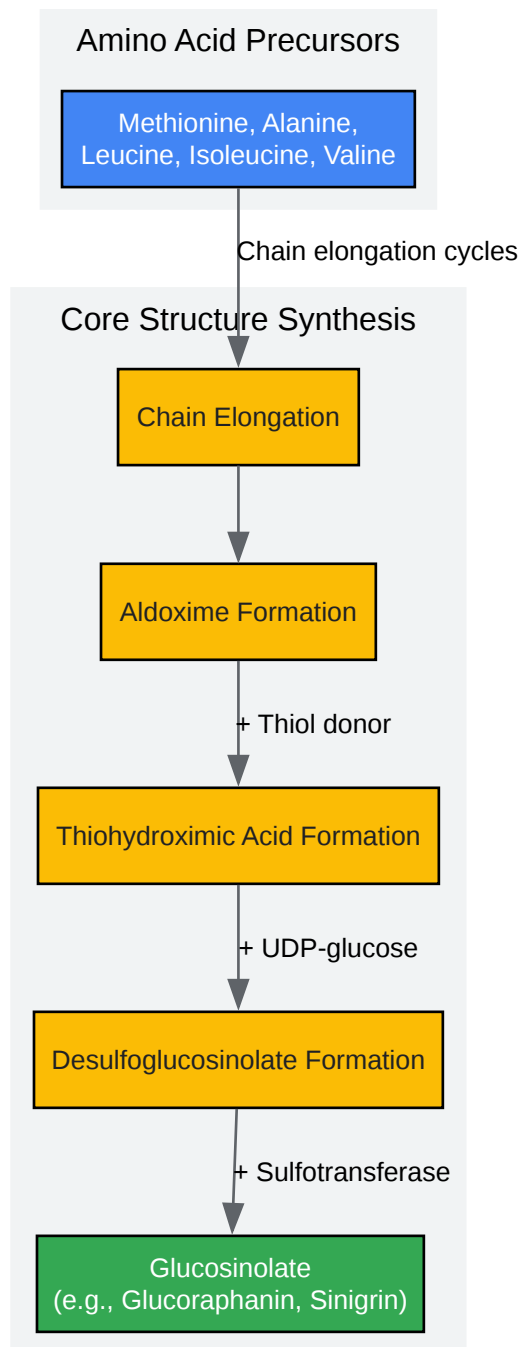 Amino Acid Precursors
Methionine, Alanine,
Leucine, Isoleucine, Valine
Chain elongation cycles
Core Structure Synthesis
Chain Elongation
Aldoxime Formation
+ Thiol donor
Thiohydroximic Acid Formation
+ UDP-glucose
Desulfoglucosinolate Formation
+ Sulfotransferase
Glucosinolate
(e.g., Glucoraphanin, Sinigrin)